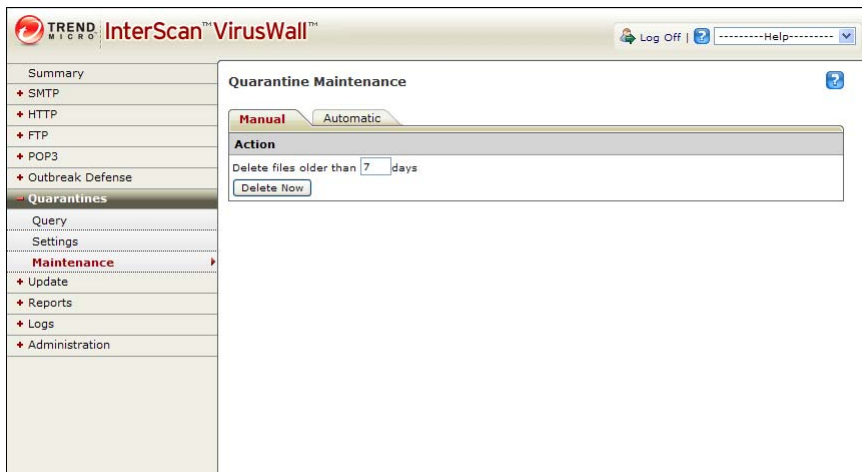 TREND MICRO InterScan™ VirusWall™
Log Off | ? ---------Help---------
Summary
+ SMTP
+ HTTP
+ FTP
+ POP3
+ Outbreak Defense
- Quarantines
Query
Settings
Maintenance
+ Update
+ Reports
+ Logs
+ Administration
Quarantine Maintenance ?
Manual Automatic
Action
Delete files older than 7 days
Delete Now